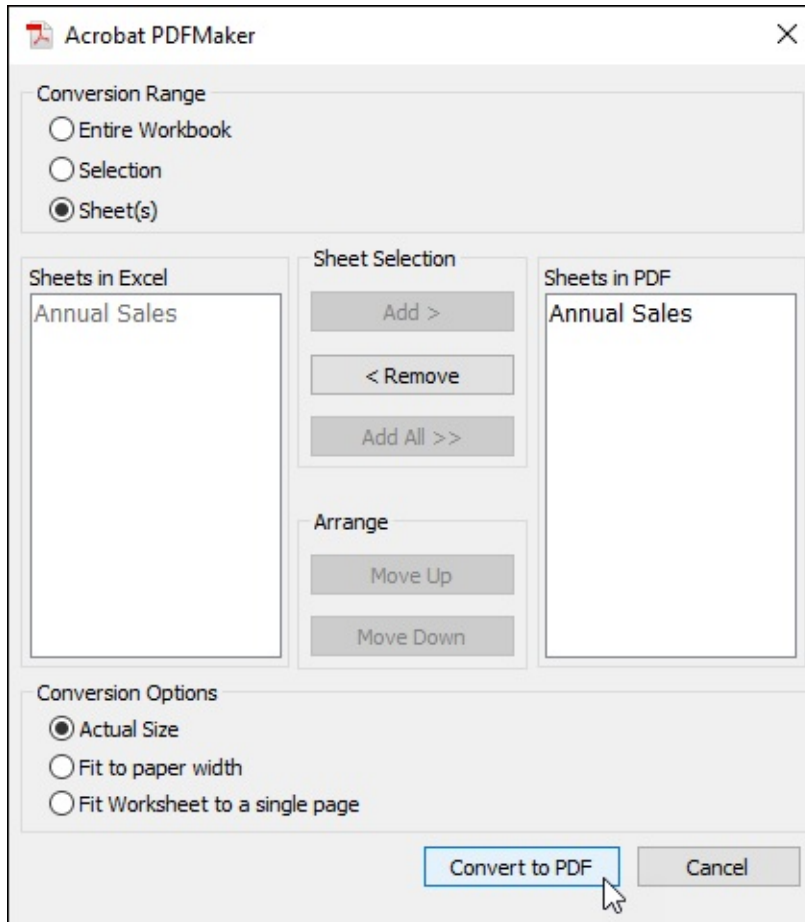 Acrobat PDFMaker
Conversion Range
Entire Workbook
Selection
Sheet(s)
Sheets in Excel
Annual Sales
Sheet Selection
Add >
< Remove
Add All >>
Arrange
Move Up
Move Down
Sheets in PDF
Annual Sales
Conversion Options
Actual Size
Fit to paper width
Fit Worksheet to a single page
Convert to PDF
Cancel